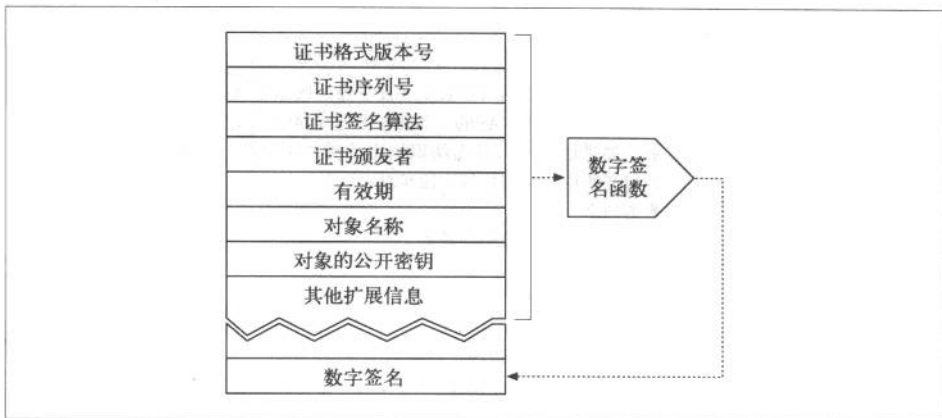 证书格式版本号
证书序列号
证书签名算法
证书颁发者
有效期
对象名称
对象的公开密钥
其他扩展信息
数字签
名函数
数字签名